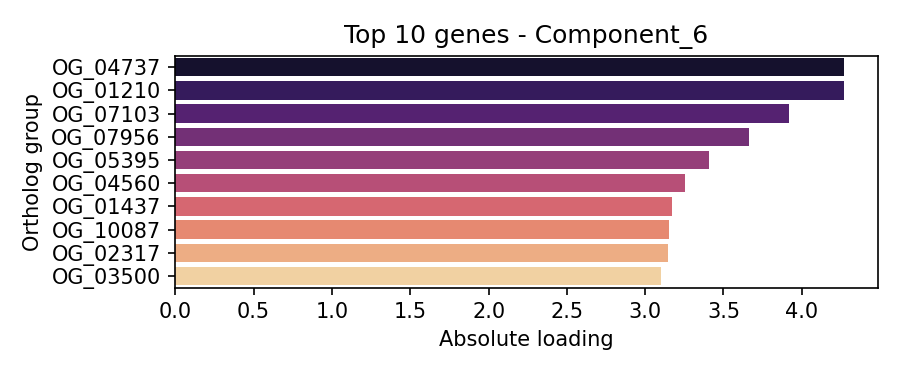 Top 10 genes - Component_6
Ortholog group
OG_04737
OG_01210
OG_07103
OG_07956
OG_05395
OG_04560
OG_01437
OG_10087
OG_02317
OG_03500
0.0 0.5 1.0 1.5 2.0 2.5 3.0 3.5 4.0
Absolute loading